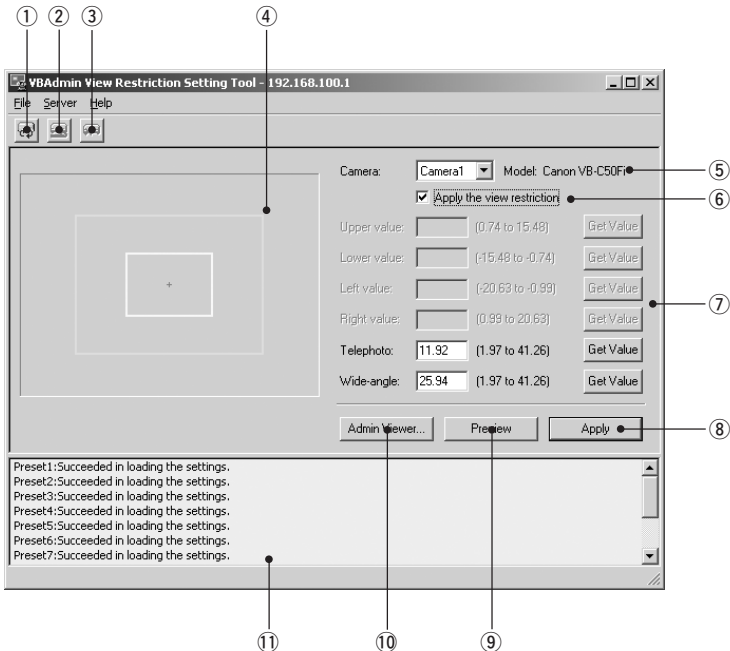 ① ② ③ ④
VBAdmin View Restriction Setting Tool - 192.168.100.1
File Server Help
Camera: Camera1 Model: Canon VB-C50Fi ⑤
Apply the view restriction ⑥
Upper value: (0.74 to 15.48) Get Value
Lower value: (-15.48 to -0.74) Get Value
Left value: (-20.63 to -0.99) Get Value
Right value: (0.99 to 20.63) Get Value
⑦
Telephoto: 11.92 (1.97 to 41.26) Get Value
Wide-angle: 25.94 (1.97 to 41.26) Get Value
Admin Viewer... Preview Apply ⑧
Preset1:Succeeded in loading the settings.
Preset2:Succeeded in loading the settings.
Preset3:Succeeded in loading the settings.
Preset4:Succeeded in loading the settings.
Preset5:Succeeded in loading the settings.
Preset6:Succeeded in loading the settings.
Preset7:Succeeded in loading the settings.
⑪ ⑩ ⑨